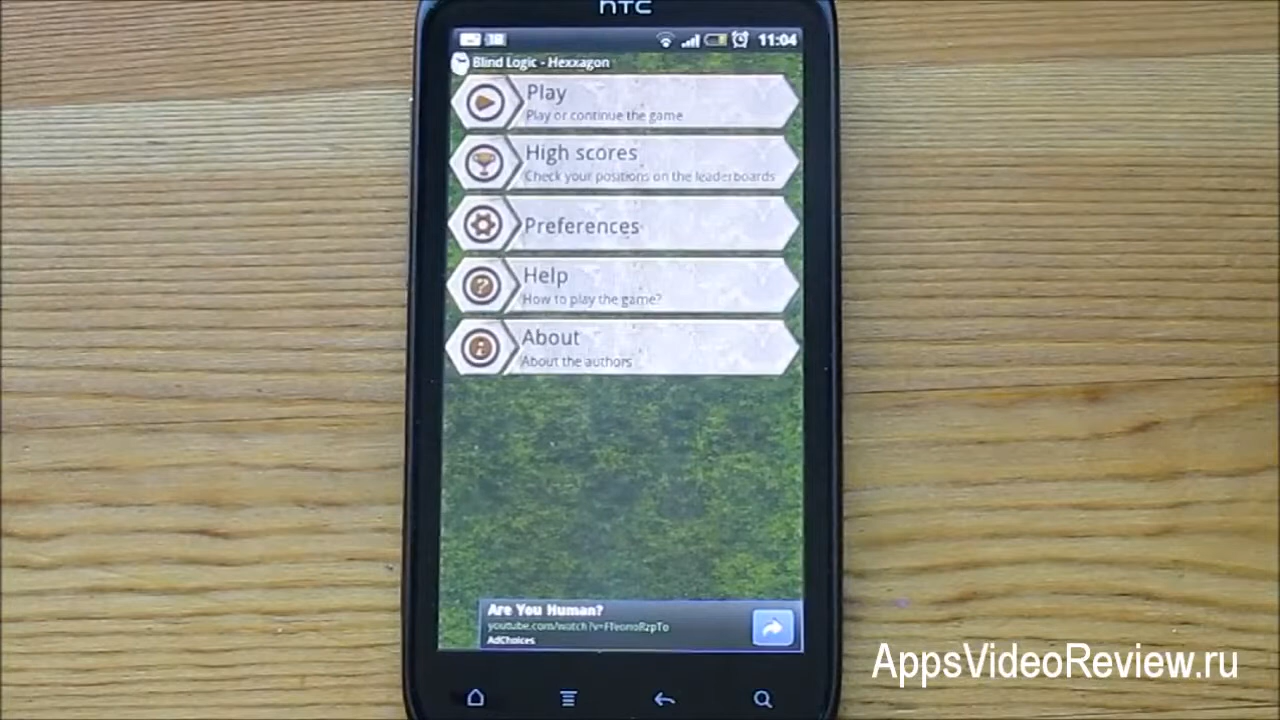 hTC
11:04
Blind Logic - Hexxagon
Play
Play or continue the game
High scores
Check your positions on the leaderboards
Preferences
Help
How to play the game?
About
About the authors
Are You Human?
AdChoices
AppsVideoReview.ru